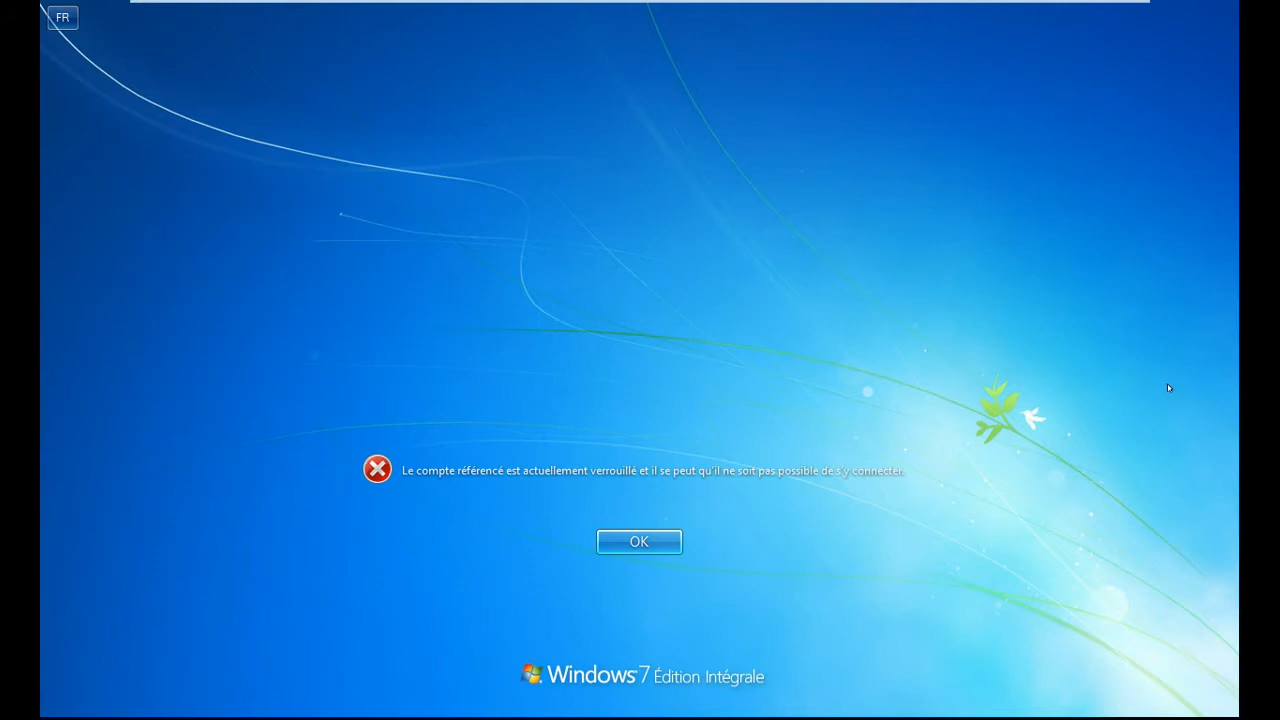 FR
Le compte référencé est actuellement verrouillé et il se peut qu'il ne soit pas possible de s'y connecter.
OK
Windows 7 Édition Intégrale